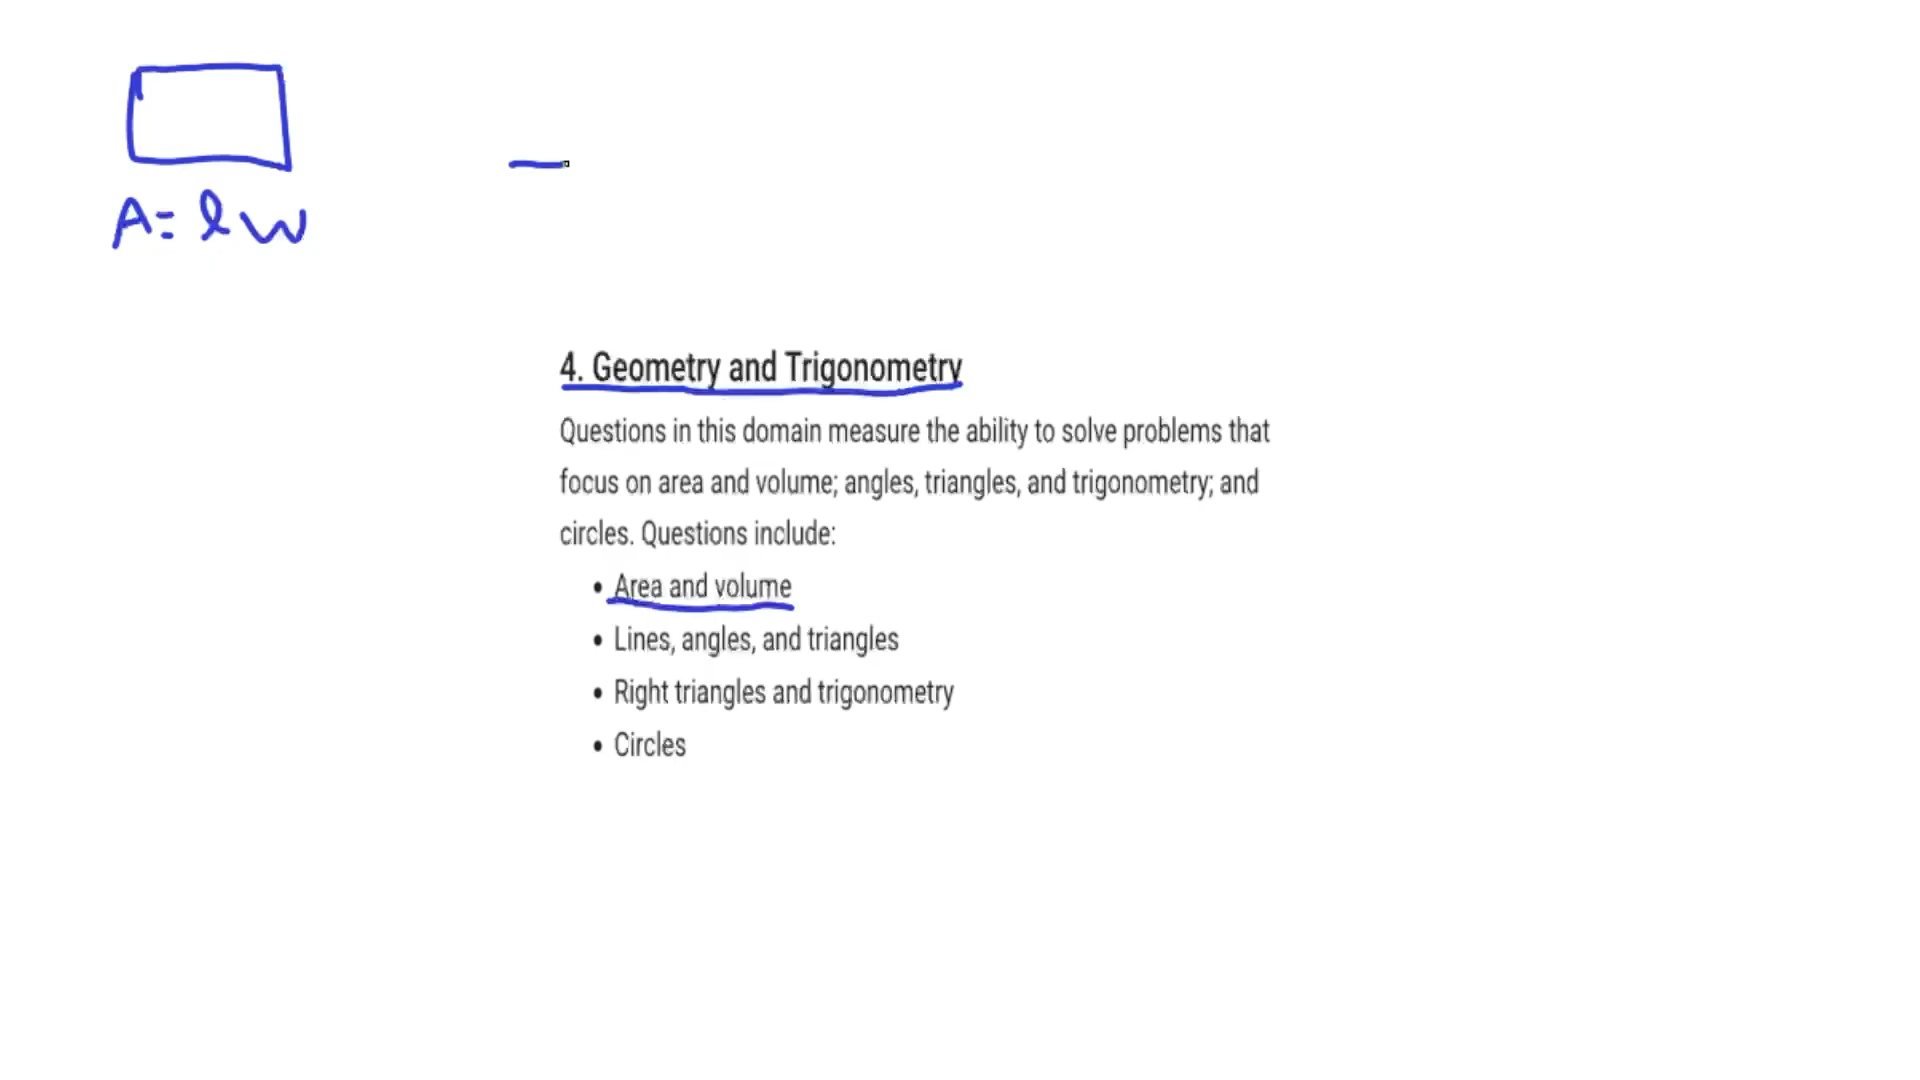 A= lw
4. Geometry and Trigonometry
Questions in this domain measure the ability to solve problems that
focus on area and volume; angles, triangles, and trigonometry; and
circles. Questions include:
• Area and volume
• Lines, angles, and triangles
• Right triangles and trigonometry
• Circles